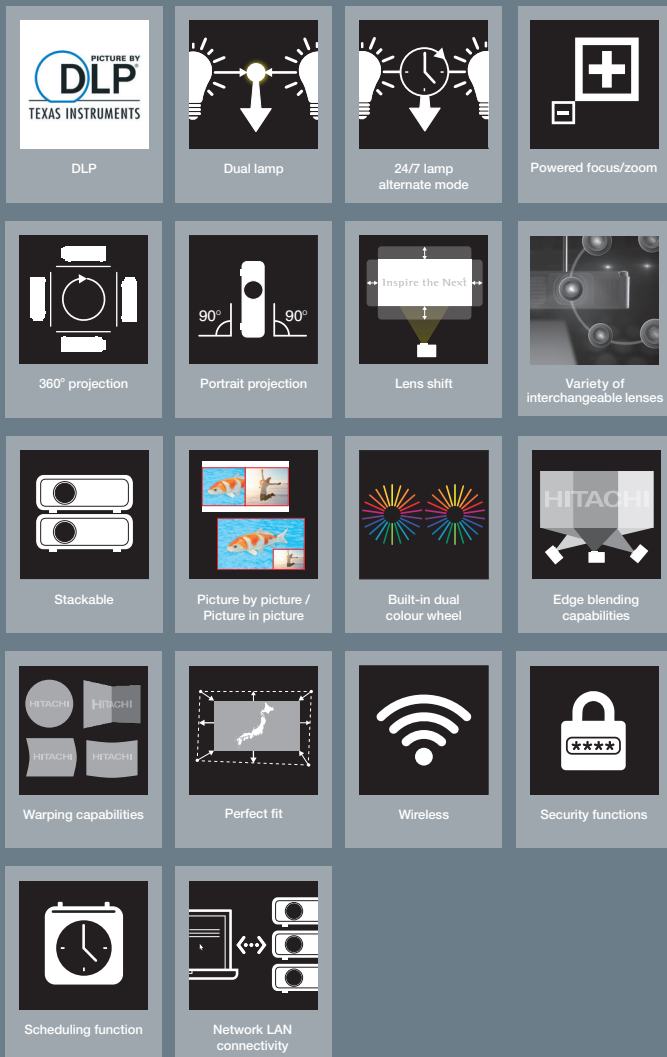 PICTURE BY
DLP®
TEXAS INSTRUMENTS
DLP
Dual lamp
24/7 lamp
alternate mode
Powered focus/zoom
360° projection
90° 90°
Portrait projection
Inspire the Next
Lens shift
Variety of
interchangeable lenses
Stackable
Picture by picture /
Picture in picture
Built-in dual
colour wheel
HITACHI
Edge blending
capabilities
HITACHI
HITACHI
HITACHI
HITACHI
Warping capabilities
Perfect fit
Wireless
****
Security functions
Scheduling function
Network LAN
connectivity